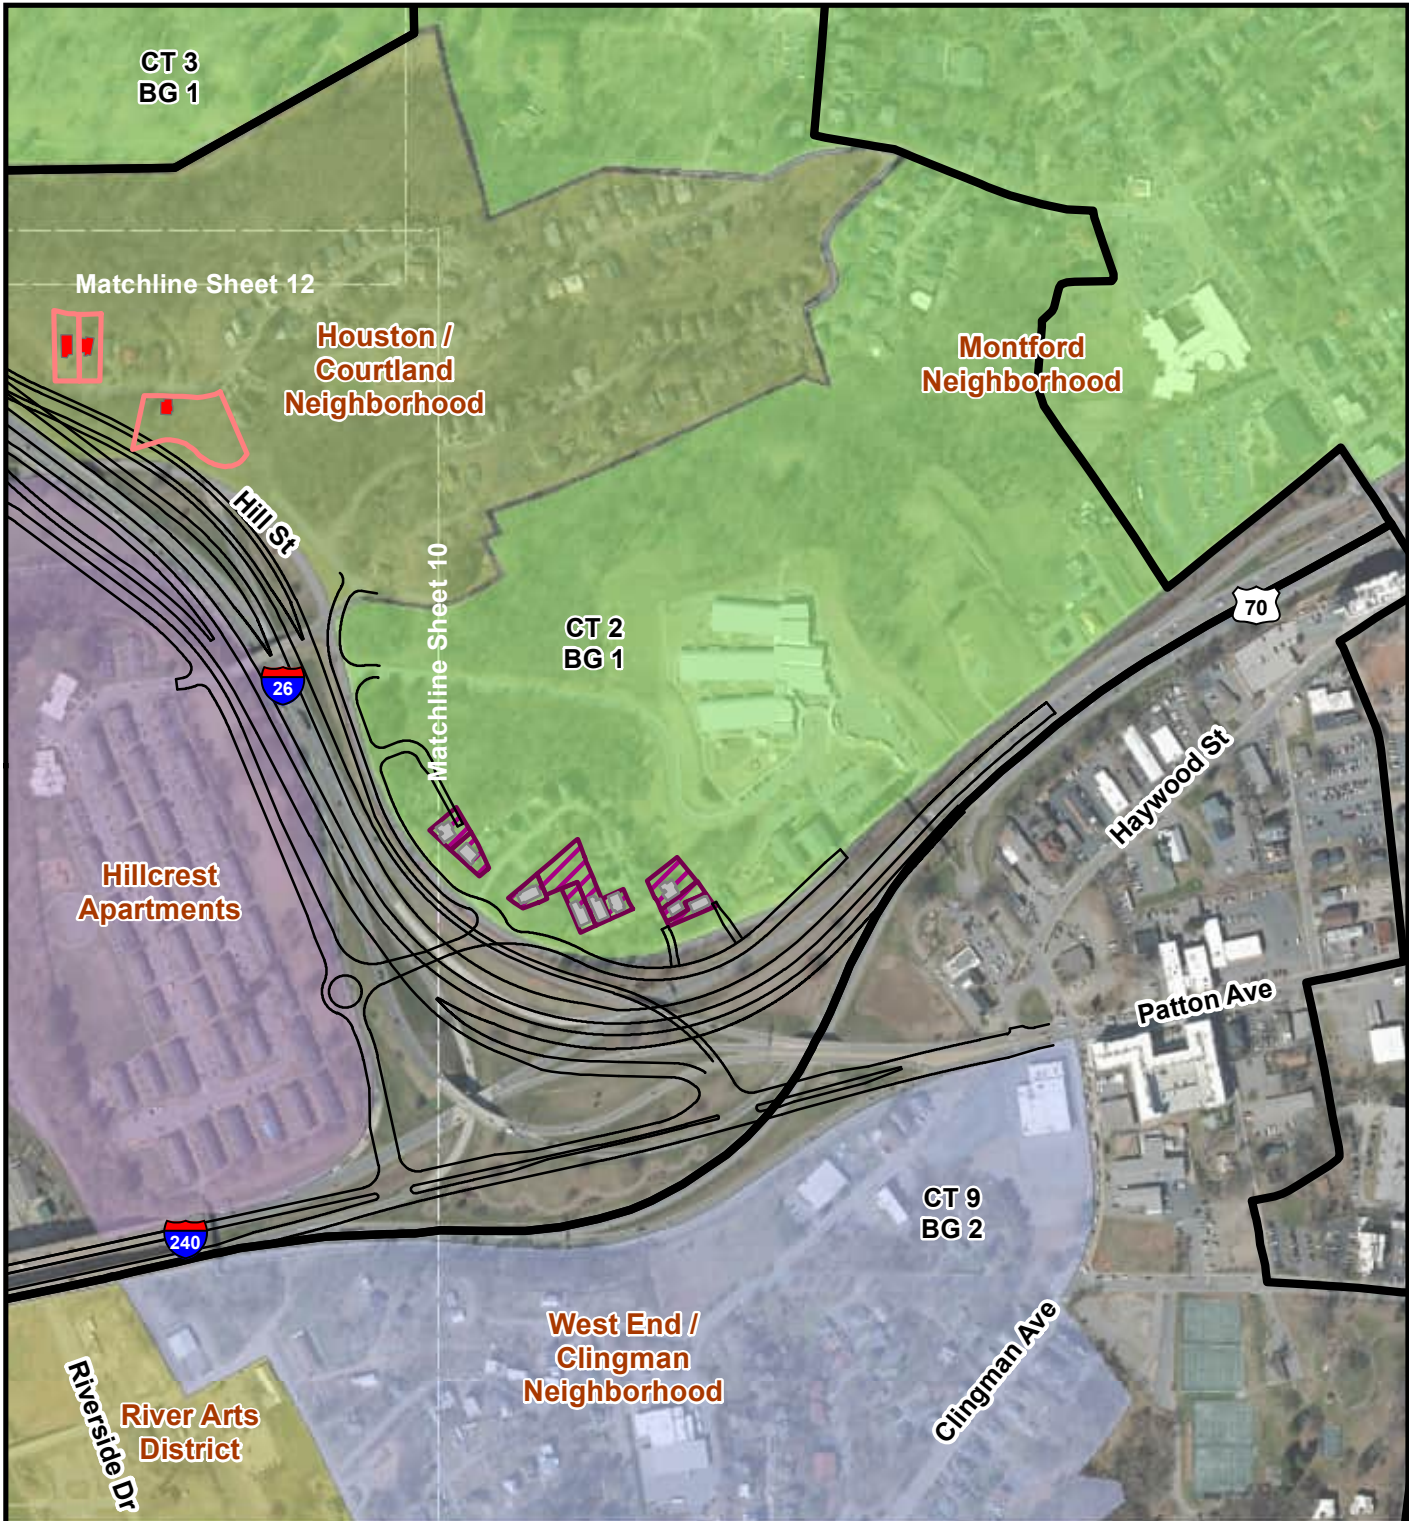 CT 3
BG 1
Matchline Sheet 12
Houston /
Courtland
Neighborhood
Montford
Neighborhood
Hill St
Matchline Sheet 10
70
CT 2
BG 1
26
Haywood St
Hillcrest
Apartments
Patton Ave
CT 9
BG 2
240
West End /
Clingman
Neighborhood
Clingman Ave
Riverside Dr
River Arts
District